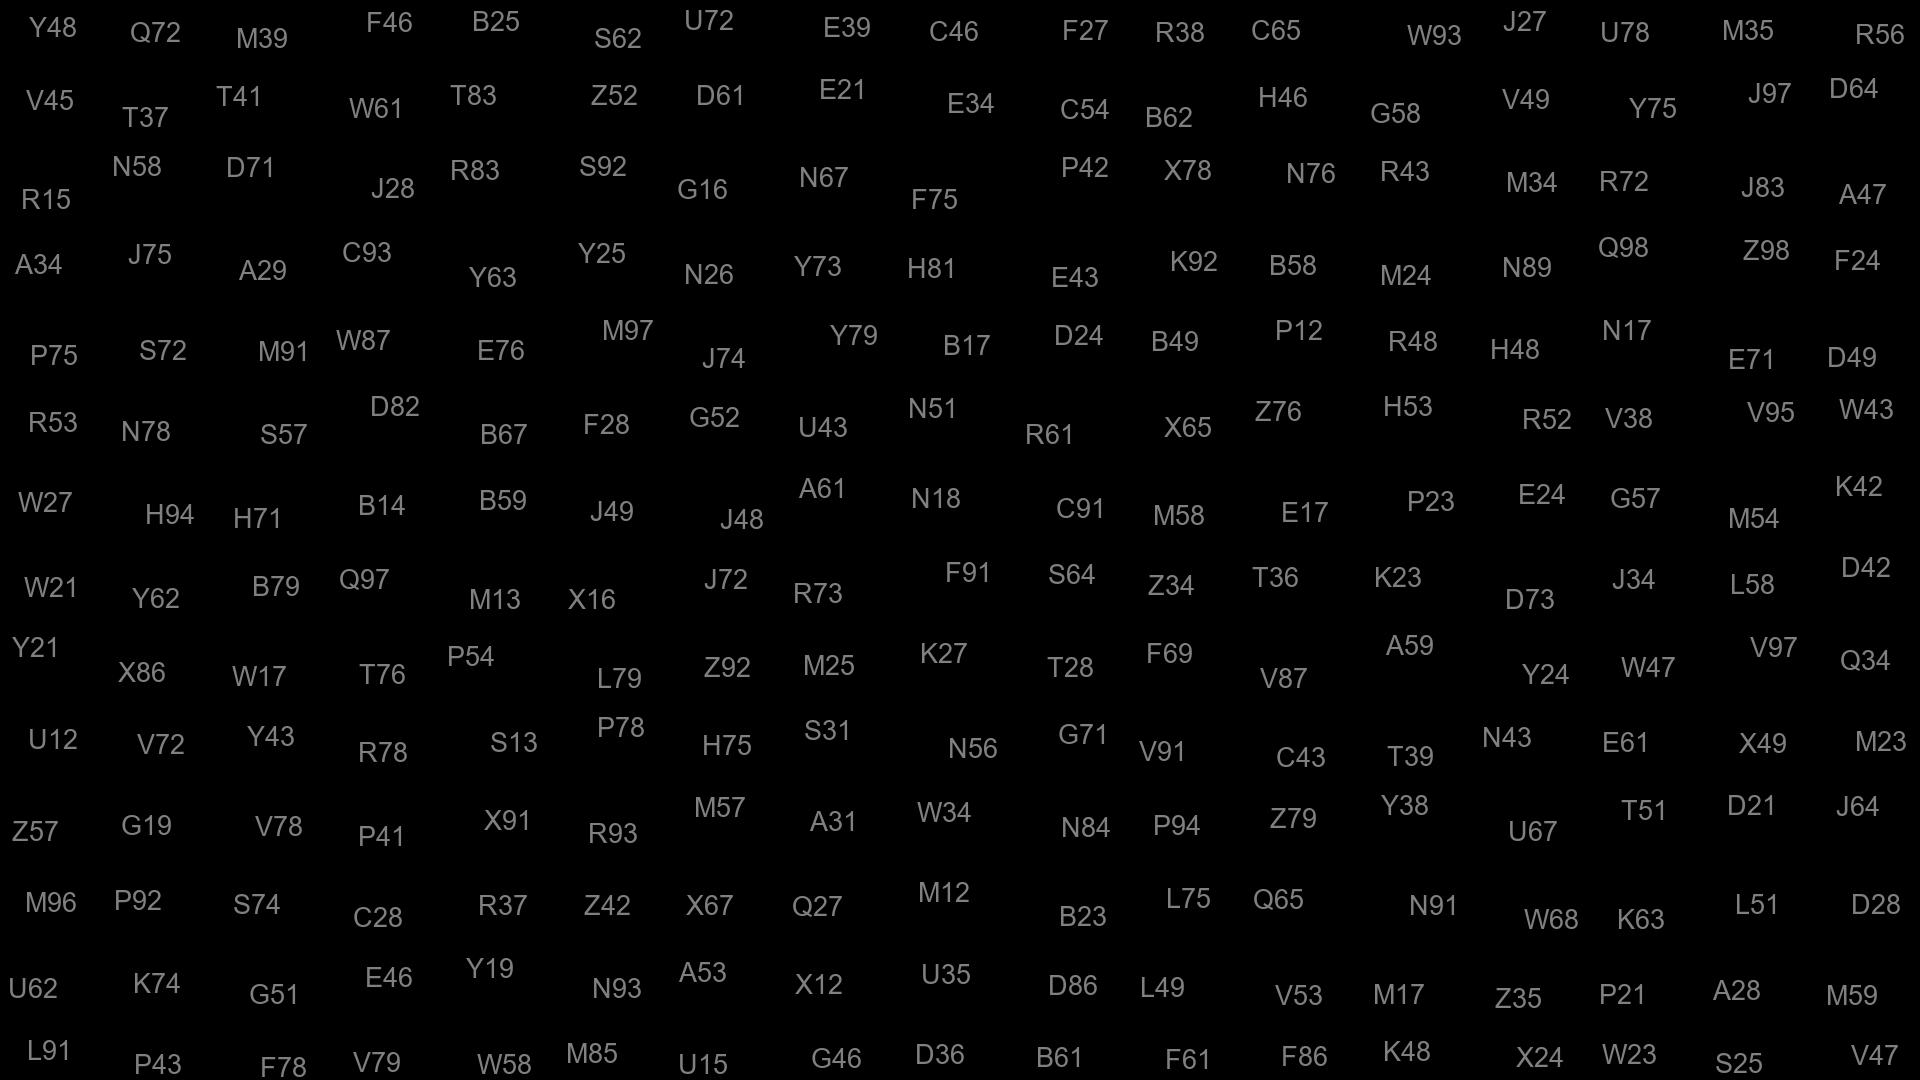 Y48 Q72 M39 F46 B25 S62 U72 E39 C46 F27 R38 C65 W93 J27 U78 M35 R56
V45 T37 T41 W61 T83 Z52 D61 E21 E34 C54 B62 H46 G58 V49 Y75 J97 D64
R15 N58 D71 J28 R83 S92 G16 N67 F75 P42 X78 N76 R43 M34 R72 J83 A47
A34 J75 A29 C93 Y63 Y25 N26 Y73 H81 E43 K92 B58 M24 N89 Q98 Z98 F24
P75 S72 M91 W87 E76 M97 J74 Y79 B17 D24 B49 P12 R48 H48 N17 E71 D49
R53 N78 S57 D82 B67 F28 G52 U43 N51 R61 X65 Z76 H53 R52 V38 V95 W43
W27 H94 H71 B14 B59 J49 J48 A61 N18 C91 M58 E17 P23 E24 G57 M54 K42
W21 Y62 B79 Q97 M13 X16 J72 R73 F91 S64 Z34 T36 K23 D73 J34 L58 D42
Y21 X86 W17 T76 P54 L79 Z92 M25 K27 T28 F69 V87 A59 Y24 W47 V97 Q34
U12 V72 Y43 R78 S13 P78 H75 S31 N56 G71 V91 C43 T39 N43 E61 X49 M23
Z57 G19 V78 P41 X91 R93 M57 A31 W34 N84 P94 Z79 Y38 U67 T51 D21 J64
M96 P92 S74 C28 R37 Z42 X67 Q27 M12 B23 L75 Q65 N91 W68 K63 L51 D28
U62 K74 G51 E46 Y19 N93 A53 X12 U35 D86 L49 V53 M17 Z35 P21 A28 M59
L91 P43 F78 V79 W58 M85 U15 G46 D36 B61 F61 F86 K48 X24 W23 S25 V47